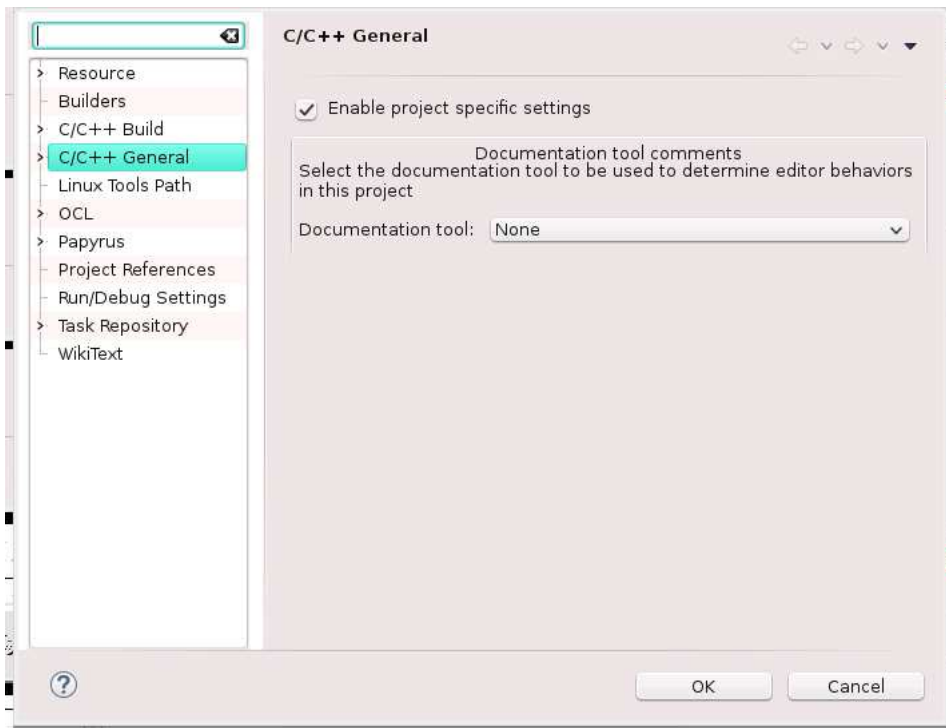 C/C++ General
Resource
Builders
C/C++ Build
C/C++ General
Linux Tools Path
OCL
Papyrus
Project References
Run/Debug Settings
Task Repository
WikiText
Enable project specific settings
Documentation tool comments
Select the documentation tool to be used to determine editor behaviors
in this project
Documentation tool: None
OK Cancel